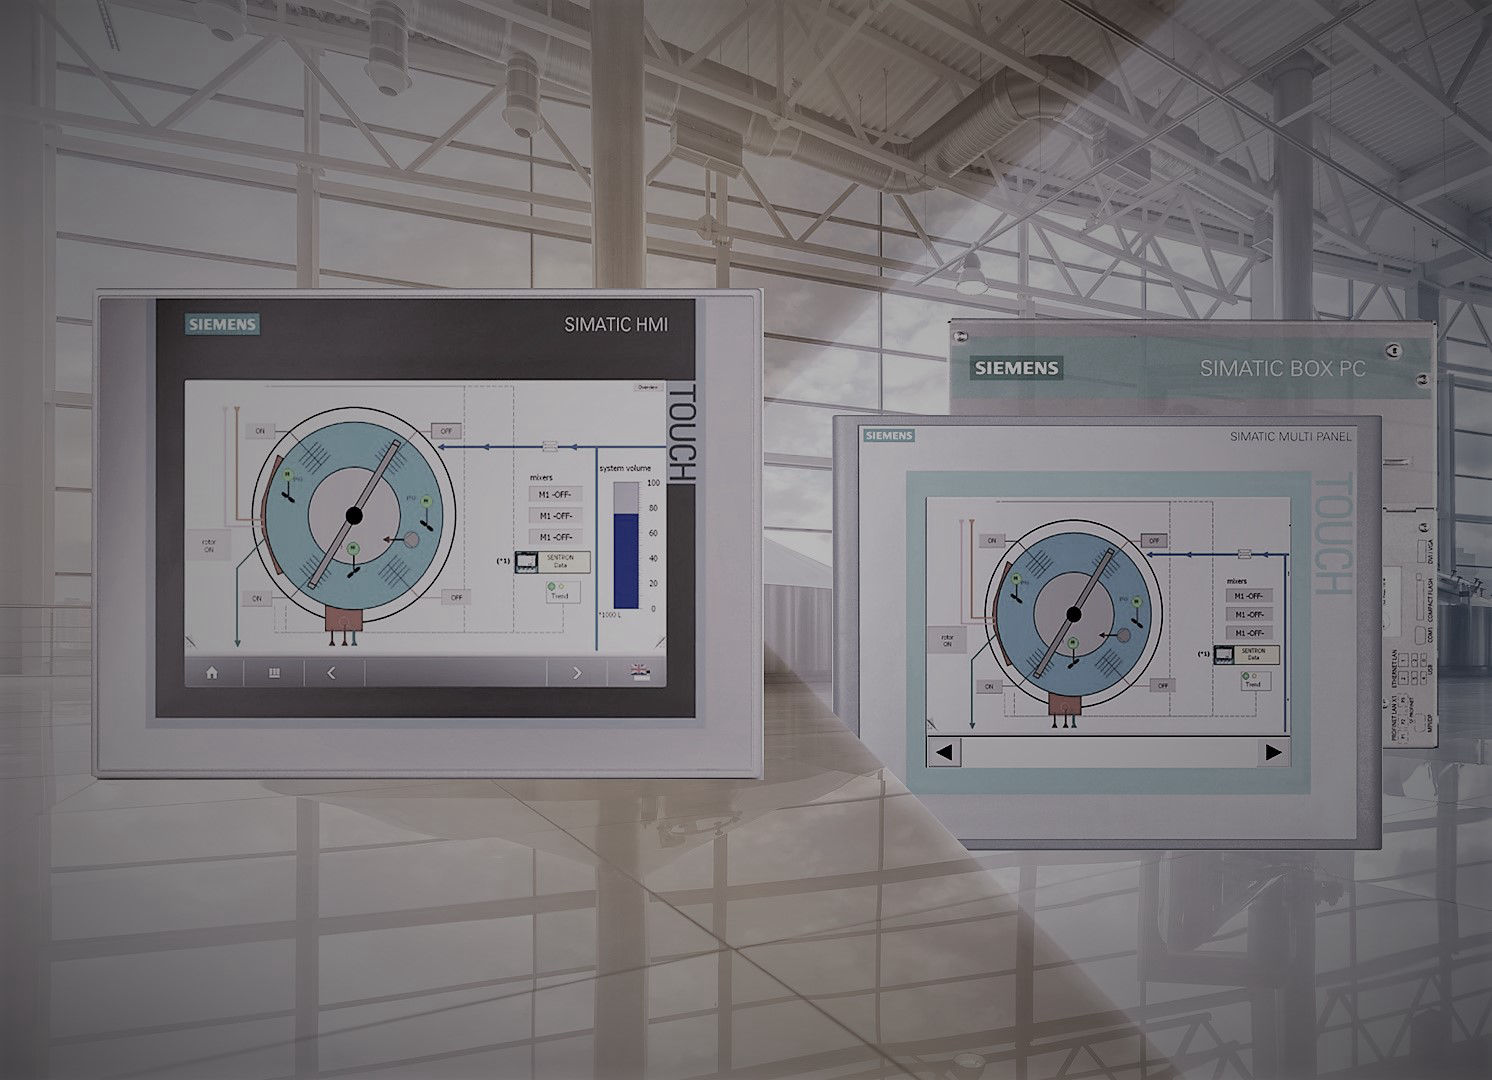 SIEMENS
SIMATIC HMI
TOUCH
Overview
ON
OFF
rotor
ON
ON
OFF
mixers
M1 -OFF-
M1 -OFF-
M1 -OFF-
(*1)
SENTRON
Data
Trend
system volume
100
80
60
40
20
0
*1000 L
SIEMENS
SIMATIC BOX PC
SIEMENS
SIMATIC MULTI PANEL
TOUCH
ON
OFF
rotor
ON
ON
OFF
mixers
M1 -OFF-
M1 -OFF-
M1 -OFF-
(*1)
SENTRON
Data
Trend
DVI / VGA
COMPACT FLASH
COM1
ETHERNET LAN
USB
PROFINET LAN X1
MPI/DP